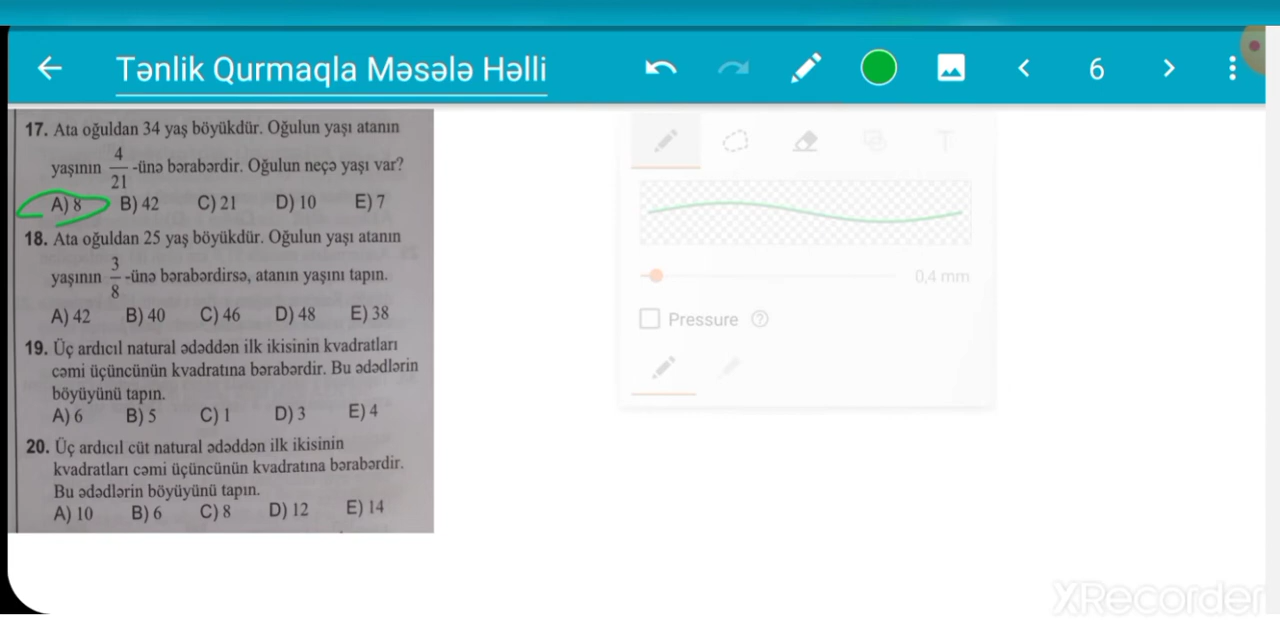 Tənlik Qurmaqla Məsələ Həlli
6
17. Ata oğuldan 34 yaş böyükdür. Oğulun yaşı atanın
yaşının 4/21 -ünə bərabərdir. Oğulun neçə yaşı var?
A) 8 B) 42 C) 21 D) 10 E) 7
18. Ata oğuldan 25 yaş böyükdür. Oğulun yaşı atanın
yaşının 3/8 -ünə bərabərdirsə, atanın yaşını tapın.
A) 42 B) 40 C) 46 D) 48 E) 38
19. Üç ardıcıl natural ədəddən ilk ikisinin kvadratları
cəmi üçüncünün kvadratına bərabərdir. Bu ədədlərin
böyüyünü tapın.
A) 6 B) 5 C) 1 D) 3 E) 4
20. Üç ardıcıl cüt natural ədəddən ilk ikisinin
kvadratları cəmi üçüncünün kvadratına bərabərdir.
Bu ədədlərin böyüyünü tapın.
A) 10 B) 6 C) 8 D) 12 E) 14
T
0,4 mm
Pressure ?
XRecorder